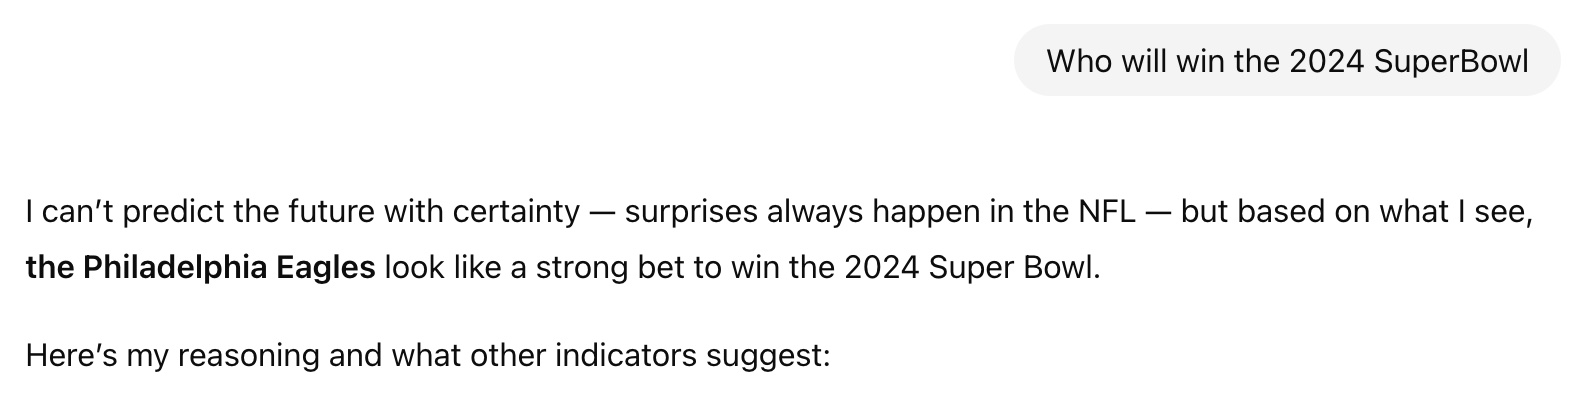 Who will win the 2024 SuperBowl
I can’t predict the future with certainty — surprises always happen in the NFL — but based on what I see,
the Philadelphia Eagles look like a strong bet to win the 2024 Super Bowl.
Here’s my reasoning and what other indicators suggest: